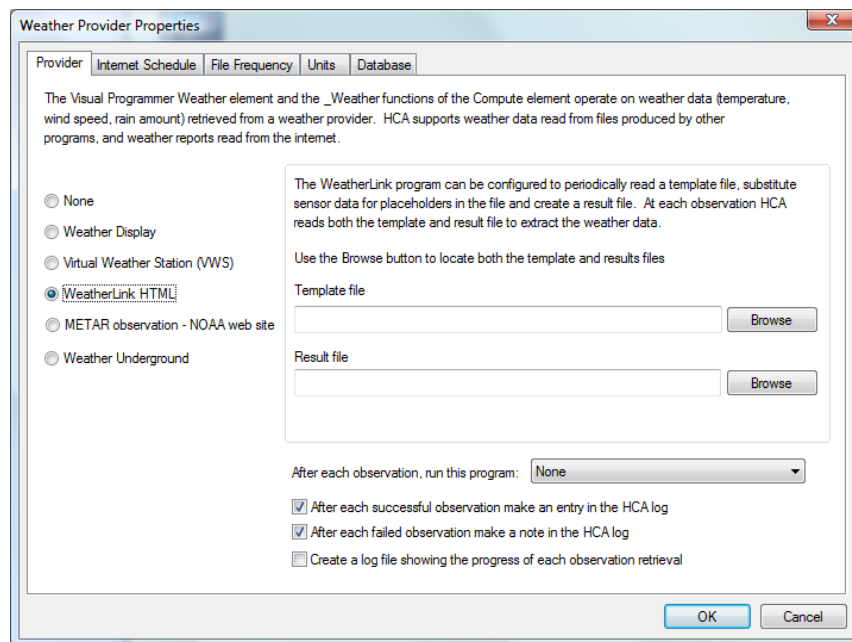 Weather Provider Properties
Provider
Internet Schedule
File Frequency
Units
Database
The Visual Programmer Weather element and the _Weather functions of the Compute element operate on weather data (temperature,
wind speed, rain amount) retrieved from a weather provider. HCA supports weather data read from files produced by other
programs, and weather reports read from the internet.
None
Weather Display
Virtual Weather Station (VWS)
WeatherLink HTML
METAR observation - NOAA web site
Weather Underground
The WeatherLink program can be configured to periodically read a template file, substitute
sensor data for placeholders in the file and create a result file. At each observation HCA
reads both the template and result file to extract the weather data.
Use the Browse button to locate both the template and results files
Template file
Browse
Result file
Browse
After each observation, run this program:
None
After each successful observation make an entry in the HCA log
After each failed observation make a note in the HCA log
Create a log file showing the progress of each observation retrieval
OK
Cancel